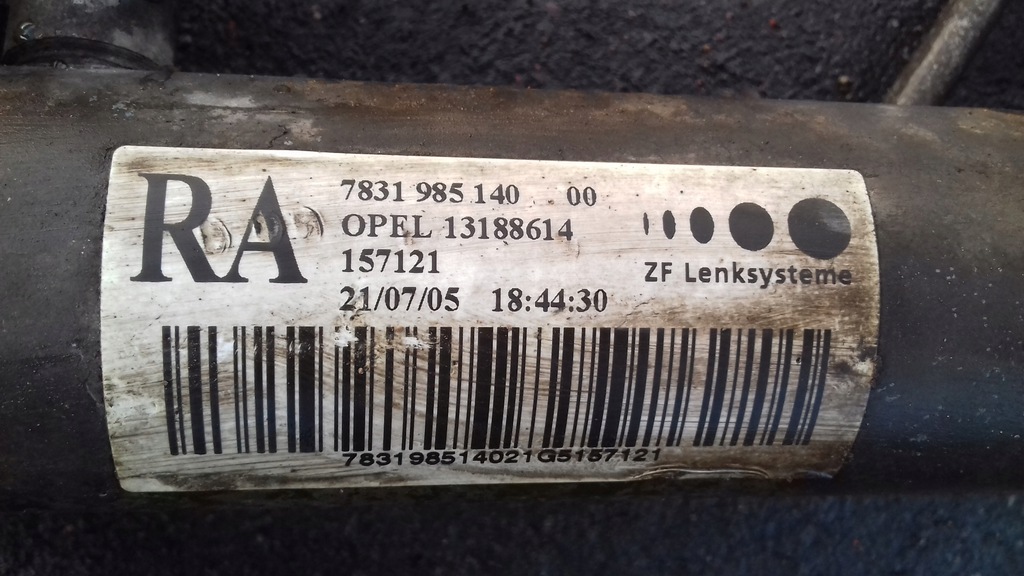 RA
7831 985 140 00
OPEL 13188614
157121
21/07/05 18:44:30
ZF Lenksysteme
783198514021G5157121